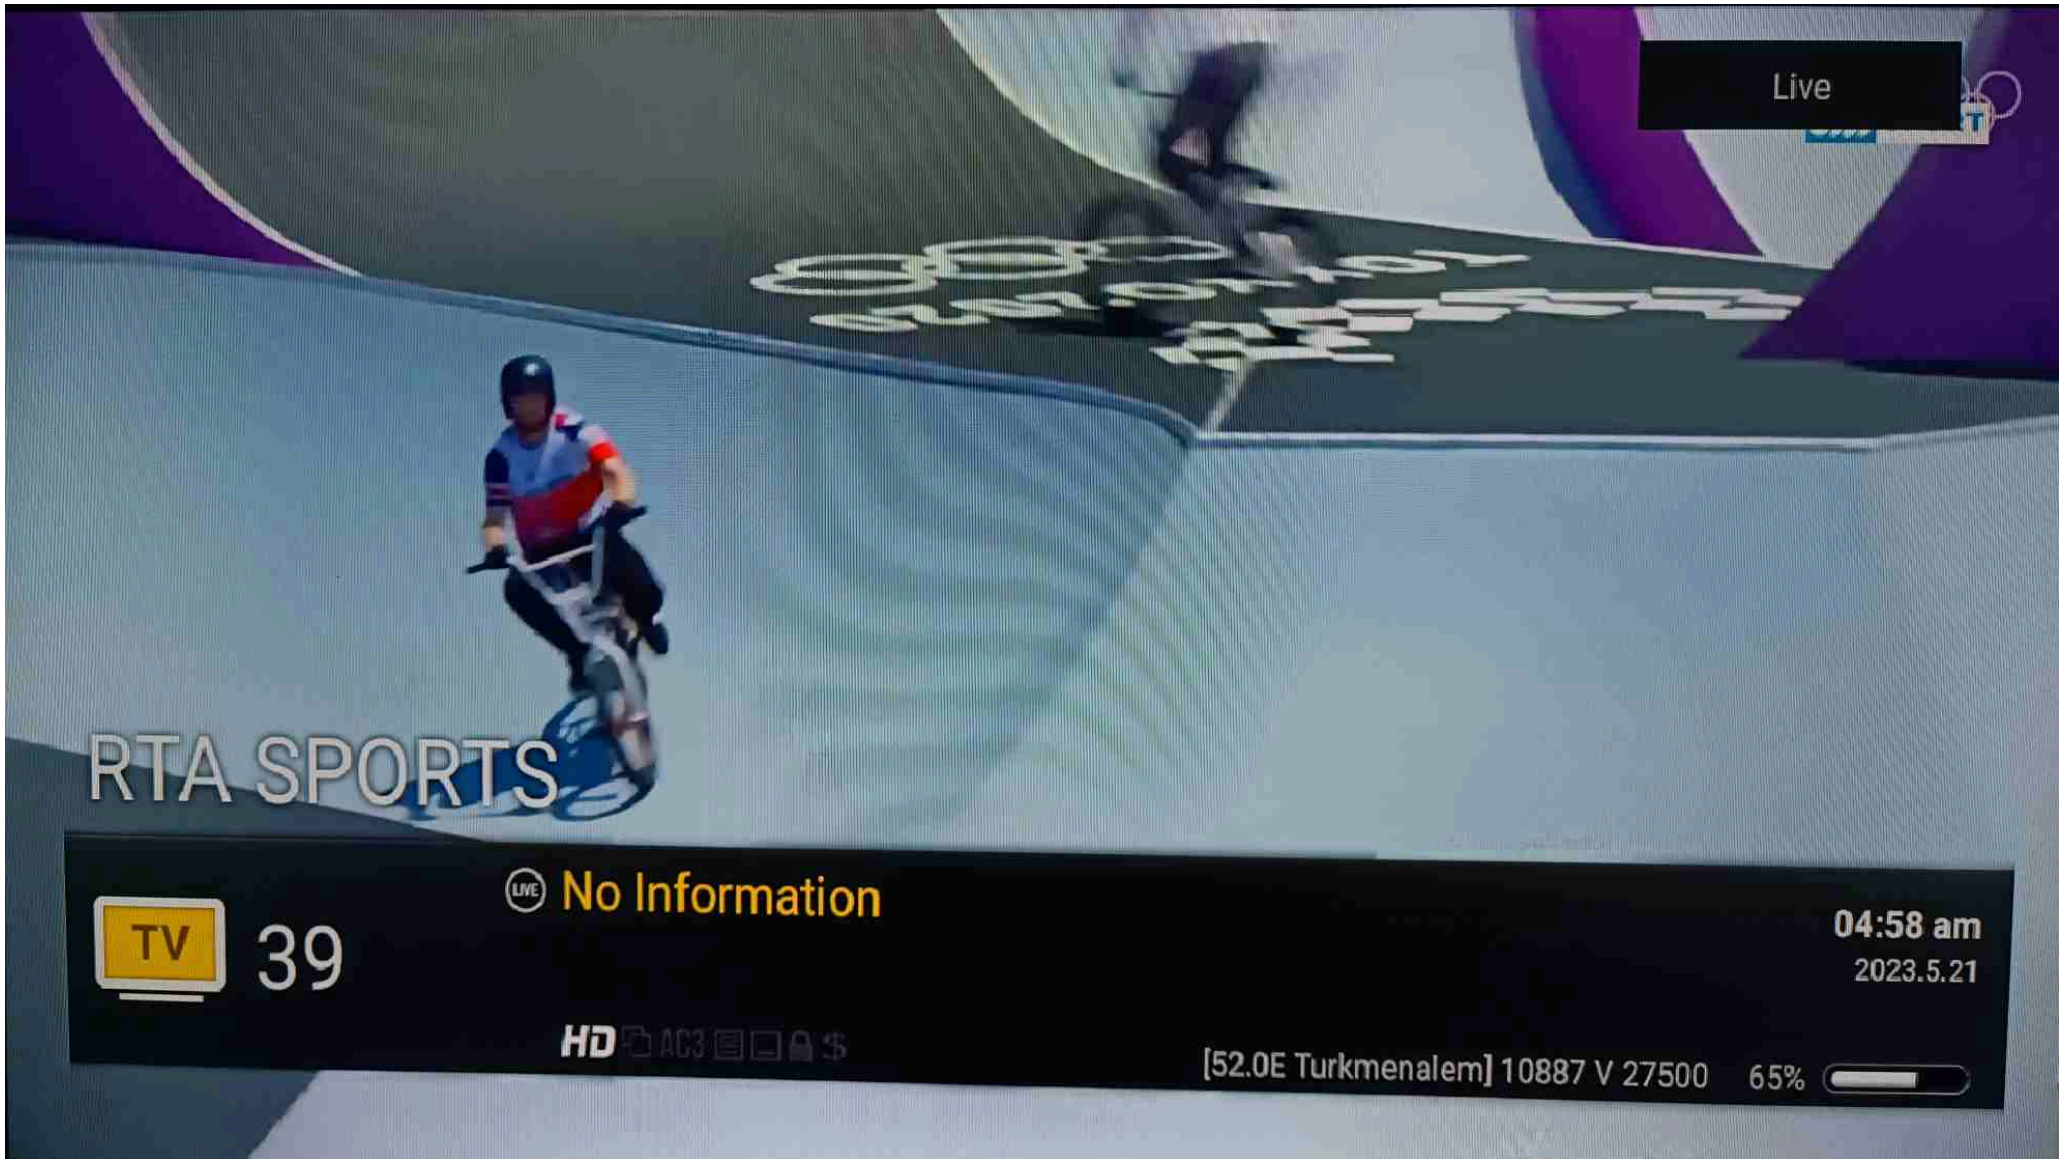 Live
RTA SPORTS
TV
39
LIVE
No Information
04:58 am
2023.5.21
HD AC3 $
[52.0E Turkmenalem] 10887 V 27500 65%